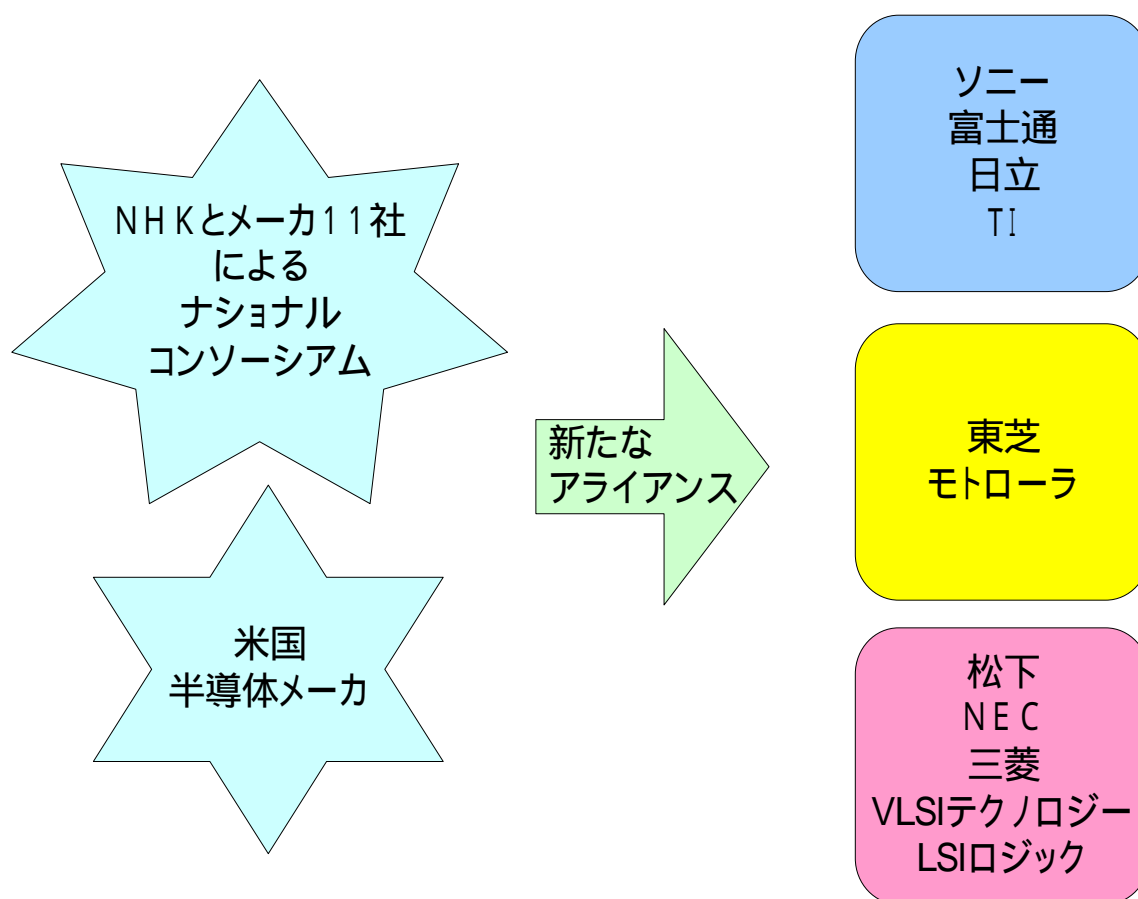 NHKとメーカ11社
による
ナショナル
コンソーシアム
米国
半導体メーカ
新たな
アライアンス
ソニー
富士通
日立
TI
東芝
モトローラ
松下
NEC
三菱
VLSIテクノロジー
LSIロジック